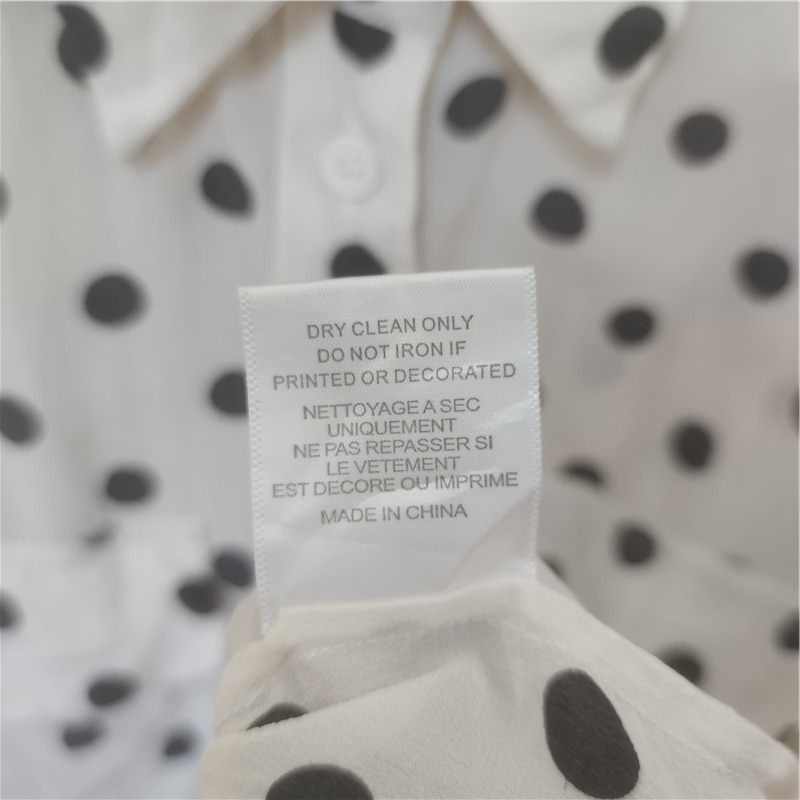 DRY CLEAN ONLY
DO NOT IRON IF
PRINTED OR DECORATED
NETTOYAGE A SEC
UNIQUEMENT
NE PAS REPASSER SI
LE VETEMENT
EST DECORE OU IMPRIME
MADE IN CHINA